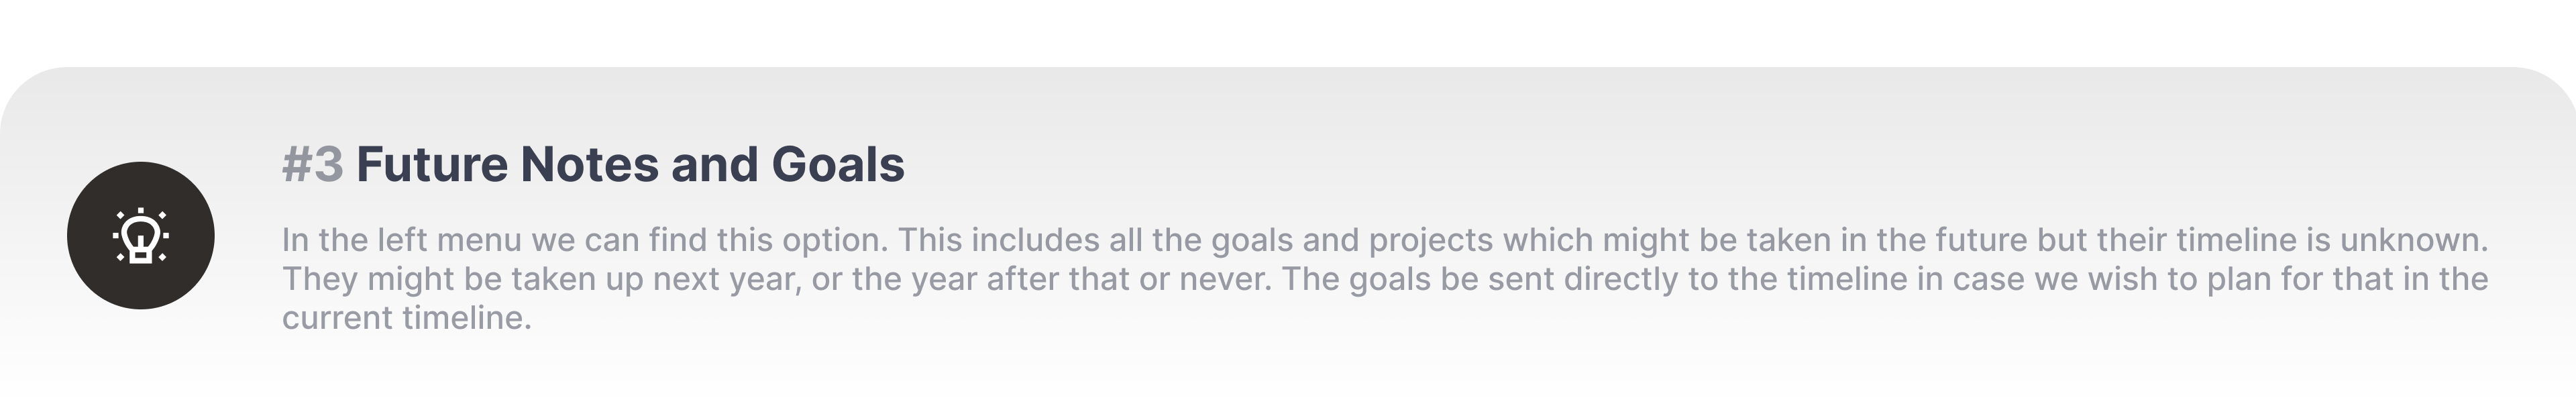 #3 Future Notes and Goals
In the left menu we can find this option. This includes all the goals and projects which might be taken in the future but their timeline is unknown.
They might be taken up next year, or the year after that or never. The goals be sent directly to the timeline in case we wish to plan for that in the
current timeline.